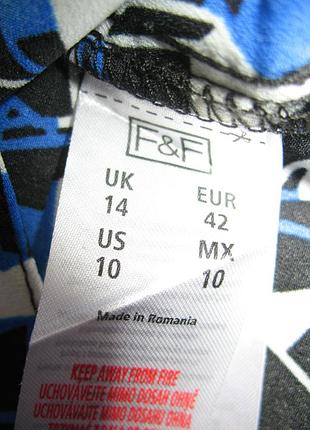 F&F
UK EUR
14 42
US MX
10 10
Made in Romania
KEEP AWAY FROM FIRE
UCHOVÁVEJTE MIMO DOSAH OHNĚ
UCHOVÁVAJTE MIMO DOSAHU OHŇA